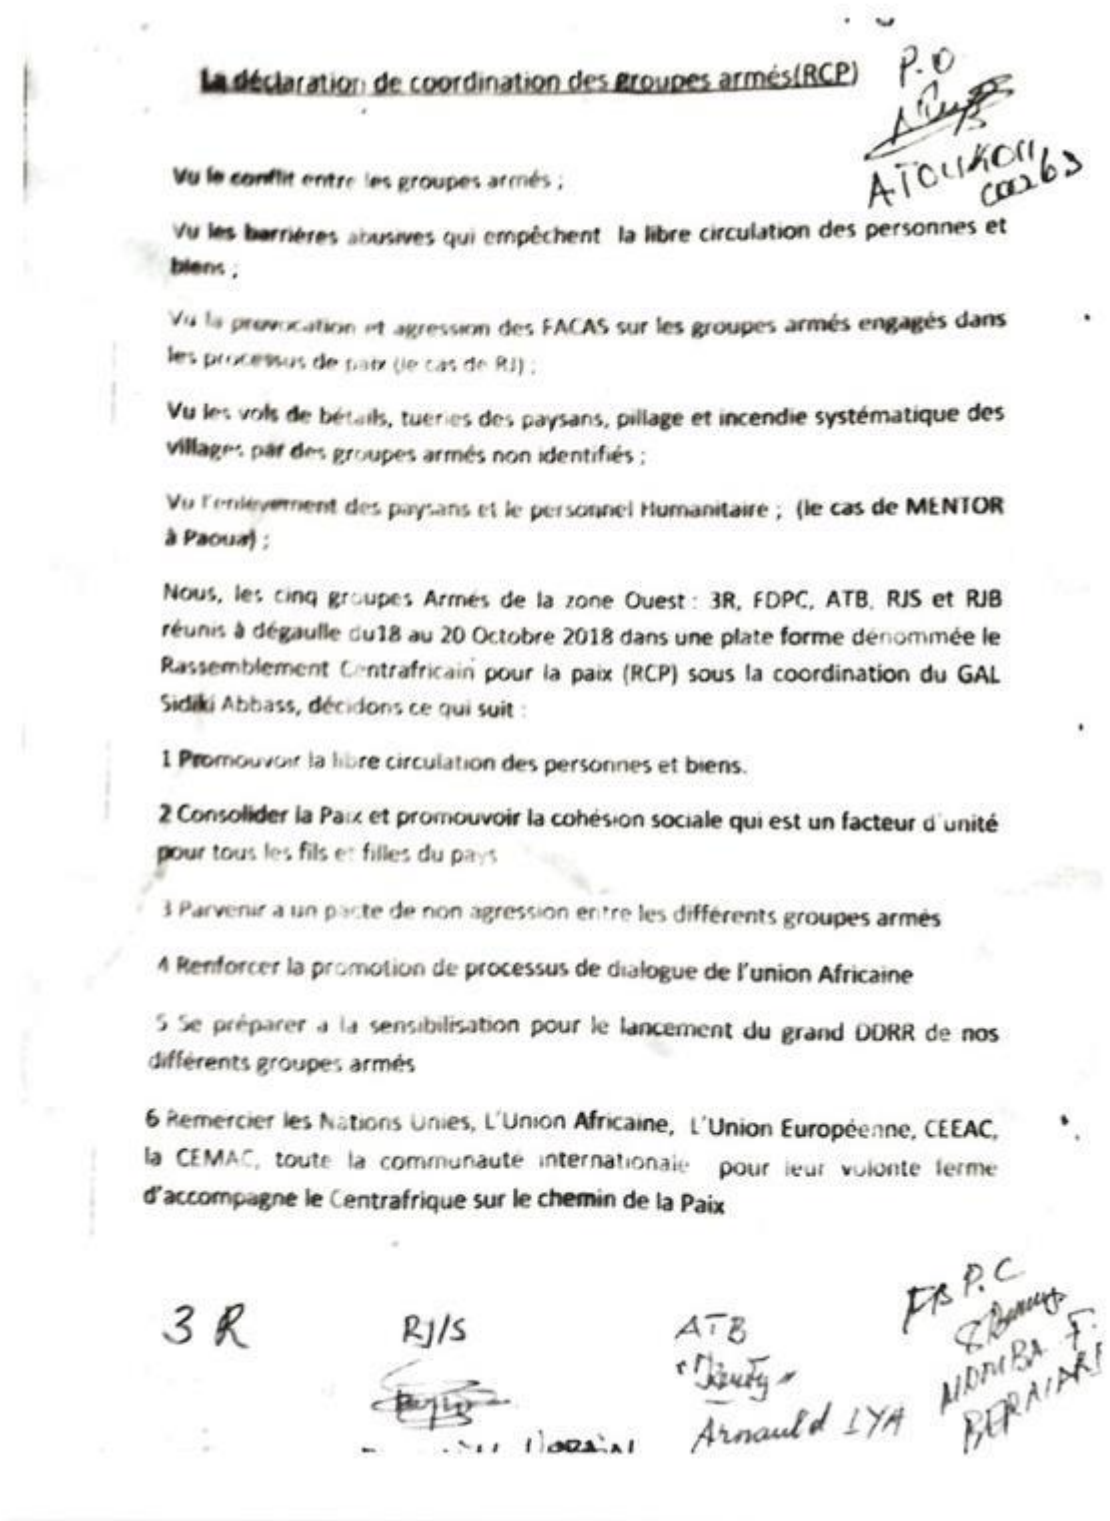 La déclaration de coordination des groupes armés(RCP)
P.O
ATOUKOU
Vu le conflit entre les groupes armés ;
Vu les barrières abusives qui empêchent la libre circulation des personnes et
biens ;
Vu la provocation et agression des FACAS sur les groupes armés engagés dans
les processus de paix (le cas de RJ) ;
Vu les vols de bétails, tueries des paysans, pillage et incendie systématique des
villages par des groupes armés non identifiés ;
Vu l'enlèvement des paysans et le personnel Humanitaire ; (le cas de MENTOR
à Paoua) ;
Nous, les cinq groupes Armés de la zone Ouest : 3R, FDPC, ATB, RJS et RJB
réunis à dégaulle du18 au 20 Octobre 2018 dans une plate forme dénommée le
Rassemblement Centrafricain pour la paix (RCP) sous la coordination du GAL
Sidiki Abbass, décidons ce qui suit :
1 Promouvoir la libre circulation des personnes et biens.
2 Consolider la Paix et promouvoir la cohésion sociale qui est un facteur d'unité
pour tous les fils et filles du pays
3 Parvenir a un pacte de non agression entre les différents groupes armés
4 Renforcer la promotion de processus de dialogue de l'union Africaine
5 Se préparer a la sensibilisation pour le lancement du grand DDRR de nos
différents groupes armés
6 Remercier les Nations Unies, L'Union Africaine, L'Union Européenne, CEEAC,
la CEMAC, toute la communauté internationale pour leur volonte ferme
d'accompagne le Centrafrique sur le chemin de la Paix
3R
RJ/S
ATB
Arnauld IYA
P.C